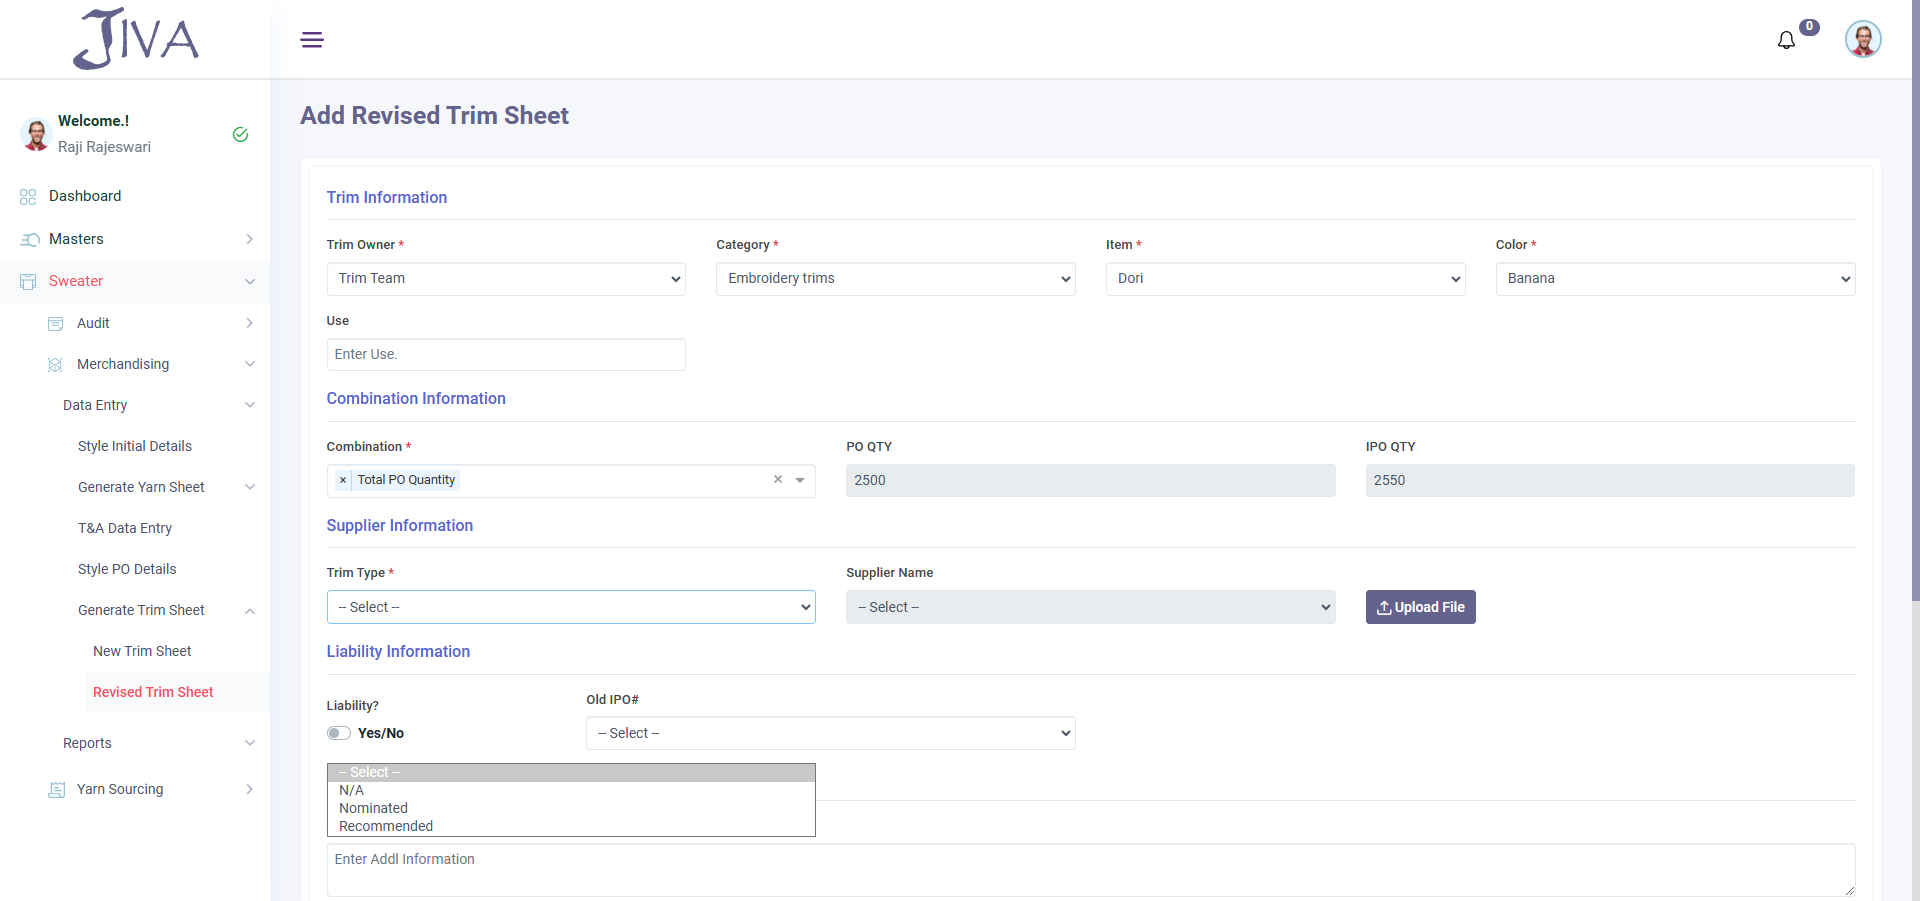 JIVA
0
Welcome.!
Raji Rajeswari
Dashboard
Masters
Sweater
Audit
Merchandising
Data Entry
Style Initial Details
Generate Yarn Sheet
T&A Data Entry
Style PO Details
Generate Trim Sheet
New Trim Sheet
Revised Trim Sheet
Reports
Yarn Sourcing
Add Revised Trim Sheet
Trim Information
Trim Owner * Category * Item * Color *
Trim Team Embroidery trims Dori Banana
Use
Enter Use.
Combination Information
Combination * PO QTY IPO QTY
× Total PO Quantity × 2500 2550
Supplier Information
Trim Type * Supplier Name
-- Select -- -- Select -- Upload File
Liability Information
Liability? Old IPO#
Yes/No -- Select --
-- Select --
N/A
Nominated
Recommended
Enter Addl Information